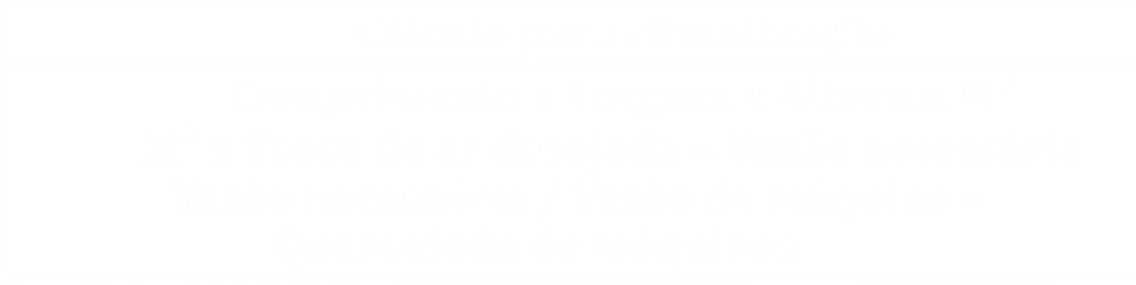 Cálculo para climatização
Comprimento x Largura x Altura = M³
M³ x Troca de ar desejada = Vazão necessária
Vazão necessária / Vazão da máquina =
Quantidade de máquinas